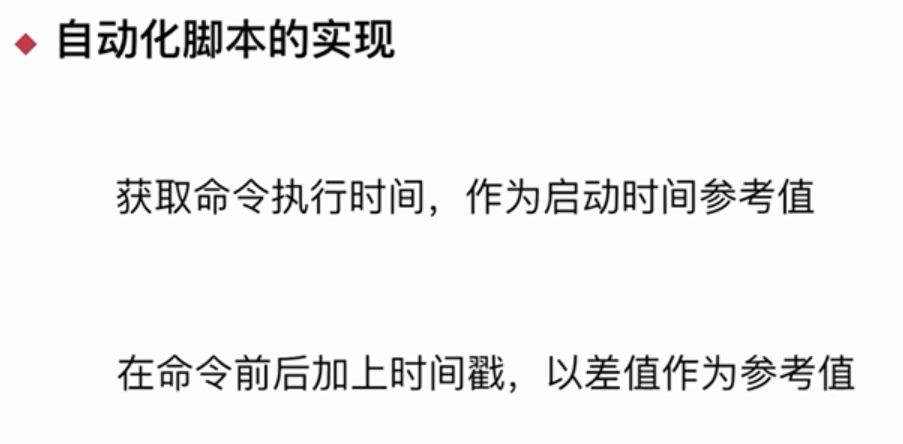 自动化脚本的实现
获取命令执行时间，作为启动时间参考值
在命令前后加上时间戳，以差值作为参考值